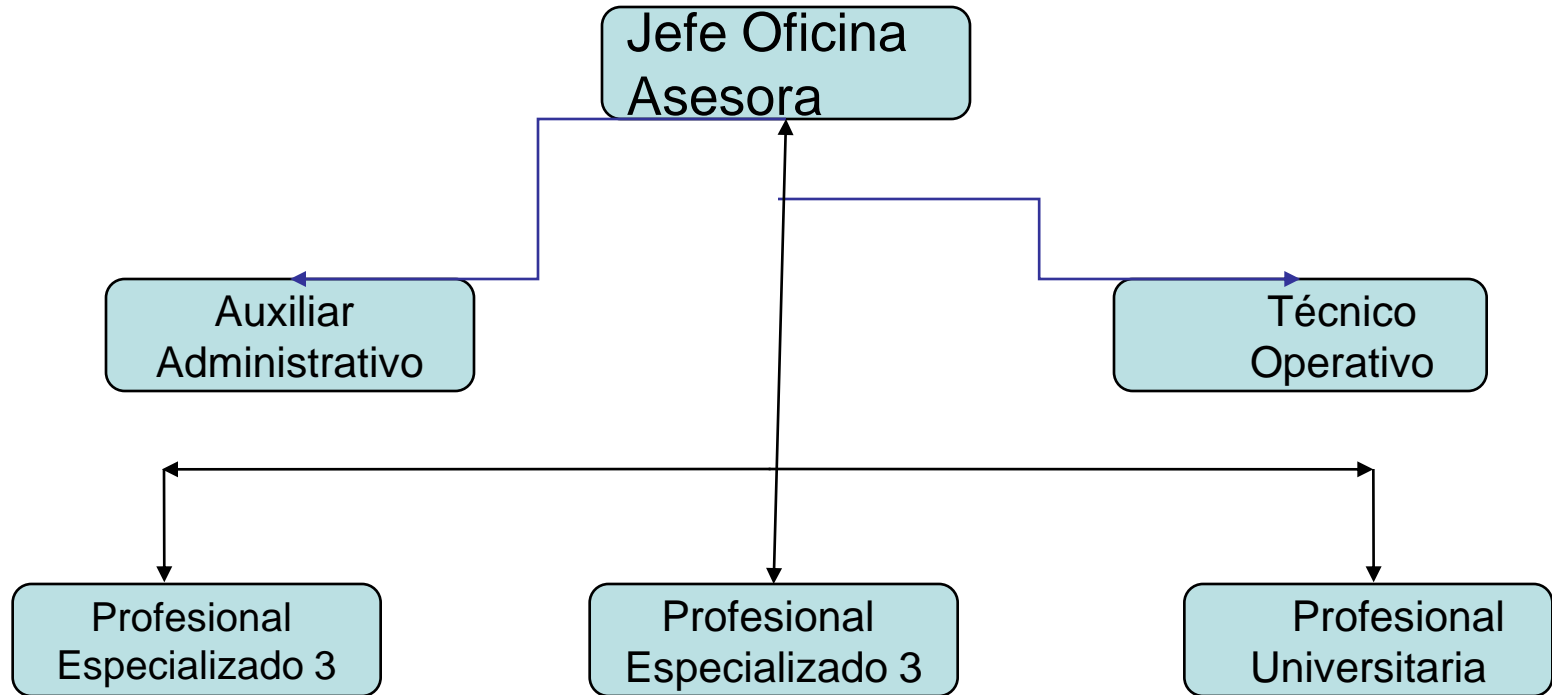 Jefe Oficina
Asesora
Auxiliar
Administrativo
Técnico
Operativo
Profesional
Especializado 3
Profesional
Especializado 3
Profesional
Universitaria